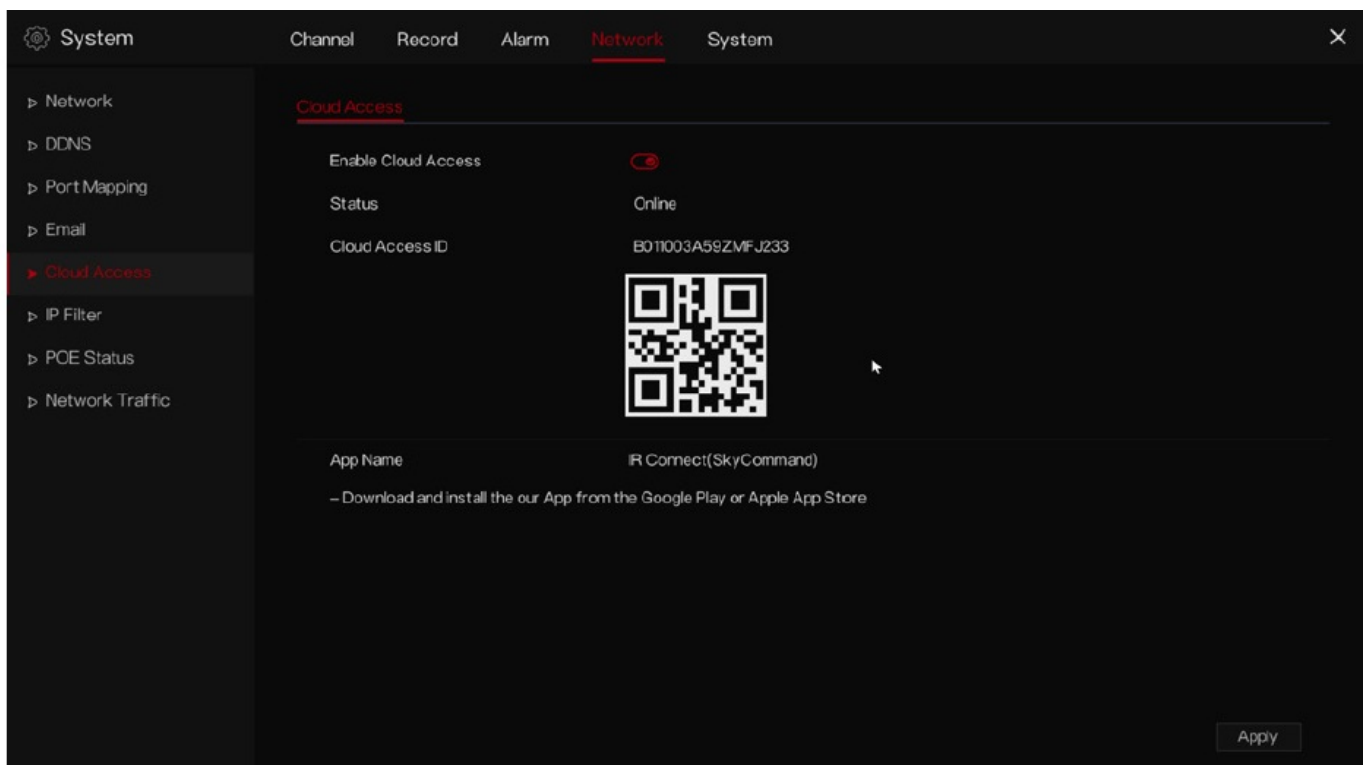 System
Channel Record Alarm Network System
Network
DDNS
Port Mapping
Email
Cloud Access
IP Filter
POE Status
Network Traffic
Cloud Access
Enable Cloud Access
Status Online
Cloud Access ID B011003A59ZMFJ233
App Name IR Connect(SkyCommand)
– Download and install the our App from the Google Play or Apple App Store
Apply